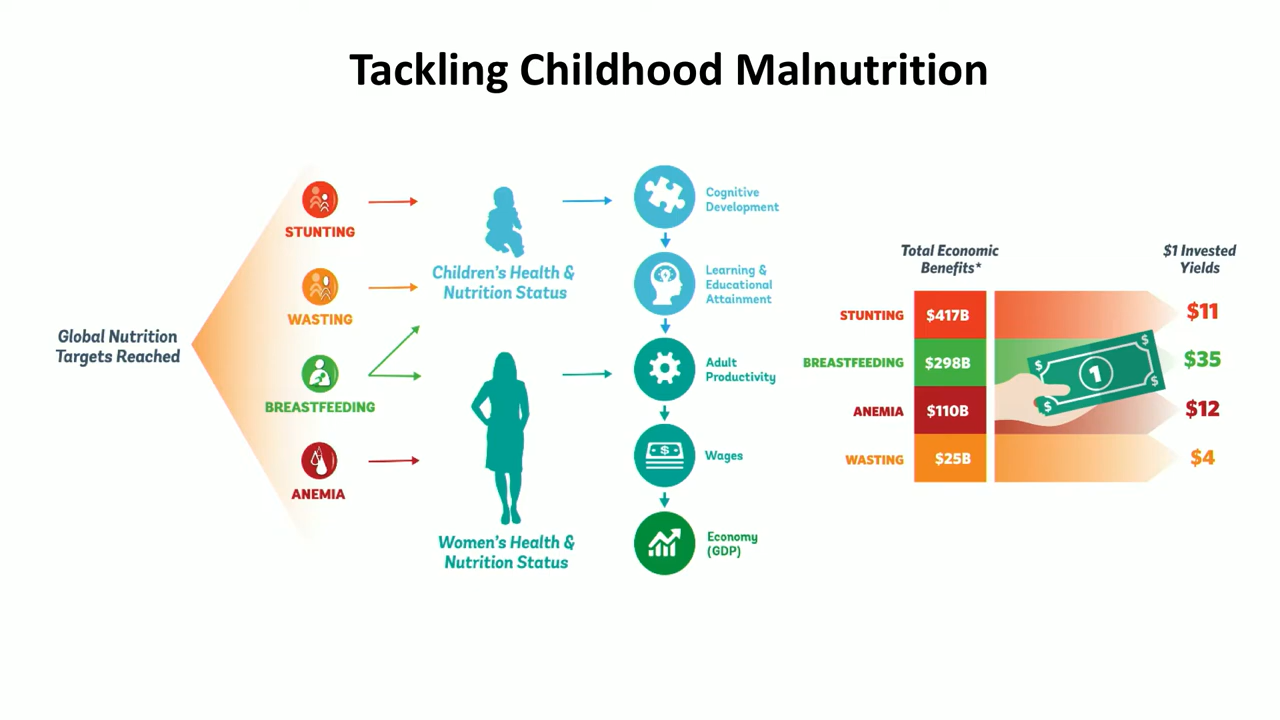 Tackling Childhood Malnutrition
Global Nutrition
Targets Reached
STUNTING
WASTING
BREASTFEEDING
ANEMIA
Children's Health &
Nutrition Status
Women's Health &
Nutrition Status
Cognitive
Development
Learning &
Educational
Attainment
Adult
Productivity
$
Wages
Economy
(GDP)
Total Economic
Benefits*
$1 Invested
Yields
STUNTING $417B $11
BREASTFEEDING $298B $35
ANEMIA $110B $12
WASTING $25B $4
$ $
1
$ $